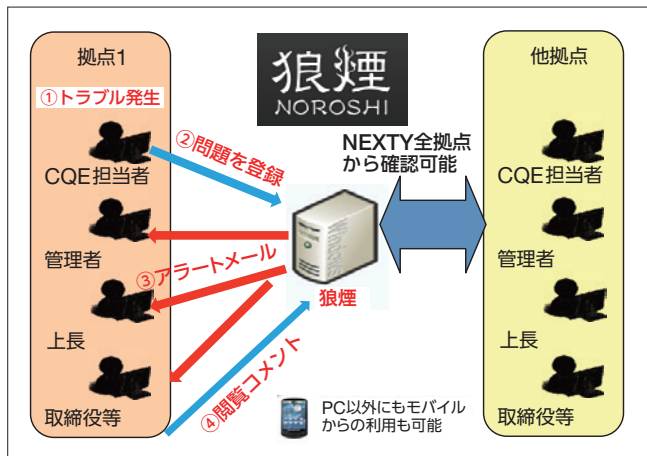 拠点1
①トラブル発生
CQE担当者
管理者
上長
取締役等
狼煙
NOROSHI
②問題を登録
③アラートメール
④閲覧コメント
狼煙
NEXTY全拠点
から確認可能
PC以外にもモバイル
からの利用も可能
他拠点
CQE担当者
管理者
上長
取締役等